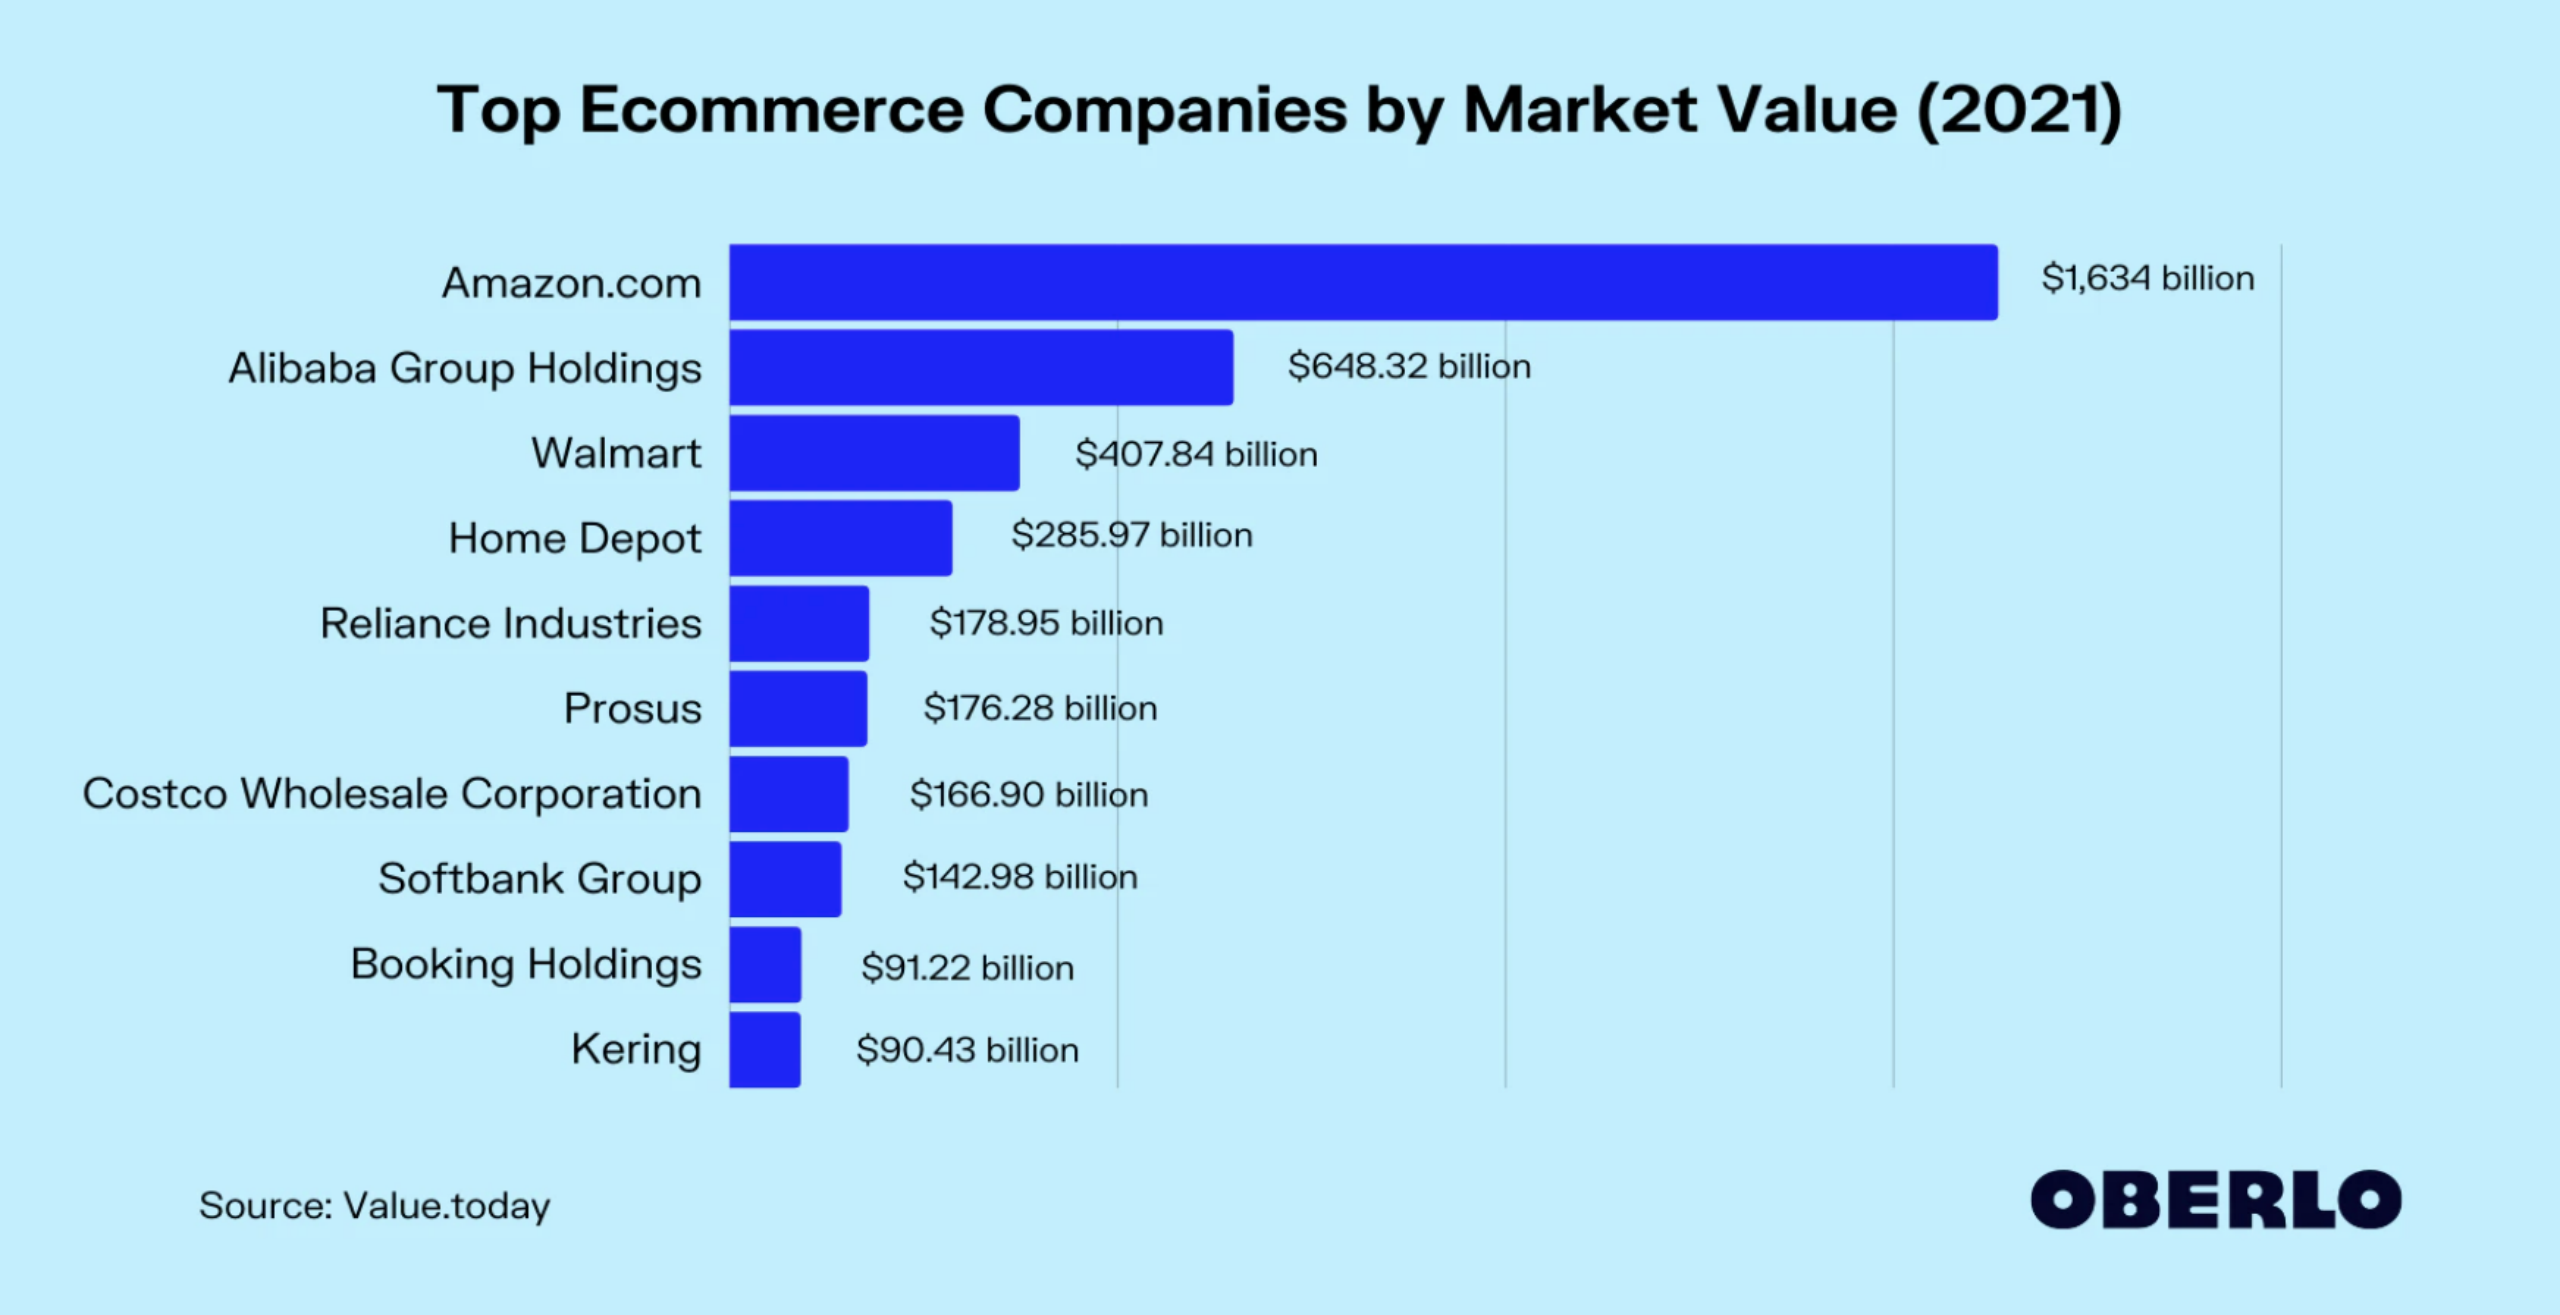 Top Ecommerce Companies by Market Value (2021)
Amazon.com $1,634 billion
Alibaba Group Holdings $648.32 billion
Walmart $407.84 billion
Home Depot $285.97 billion
Reliance Industries $178.95 billion
Prosus $176.28 billion
Costco Wholesale Corporation $166.90 billion
Softbank Group $142.98 billion
Booking Holdings $91.22 billion
Kering $90.43 billion
Source: Value.today
OBERLO